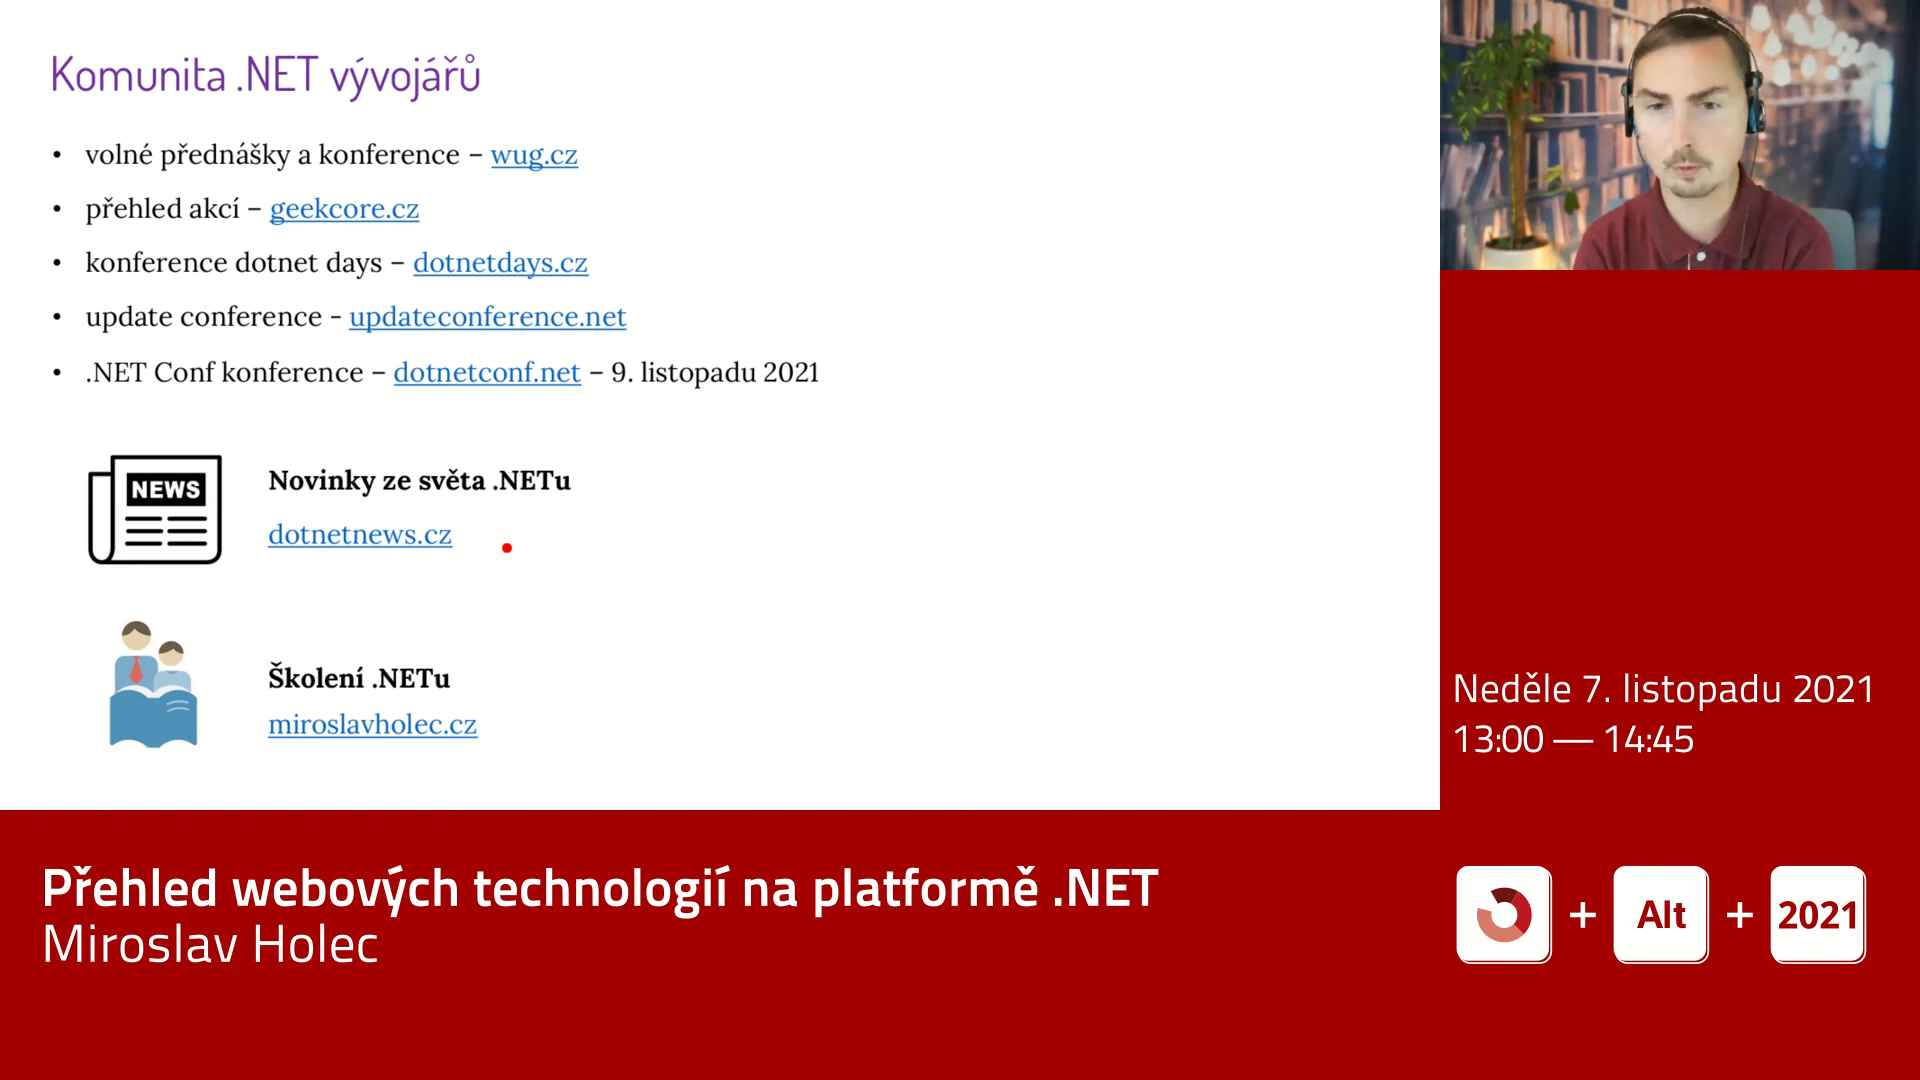 Komunita .NET vývojářů
• volné přednášky a konference – wug.cz
• přehled akcí – geekcore.cz
• konference dotnet days – dotnetdays.cz
• update conference - updateconference.net
• .NET Conf konference – dotnetconf.net – 9. listopadu 2021
NEWS
Novinky ze světa .NETu
dotnetnews.cz
Školení .NETu
miroslavholec.cz
Neděle 7. listopadu 2021
13:00 — 14:45
Přehled webových technologií na platformě .NET
Miroslav Holec
+ Alt + 2021